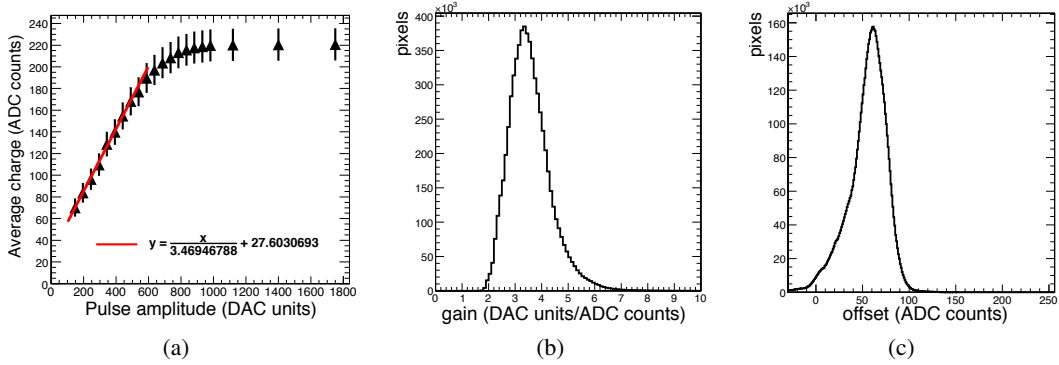 Average charge (ADC counts)
240
220
200
180
160
140
120
100
80
60
40
20
0
y = x / 3.46946788 + 27.6030693
0 200 400 600 800 1000 1200 1400 1600 1800
Pulse amplitude (DAC units)
(a)
×10³
pixels
400
350
300
250
200
150
100
50
0
0 1 2 3 4 5 6 7 8 9 10
gain (DAC units/ADC counts)
(b)
×10³
pixels
160
140
120
100
80
60
40
20
0
0 50 100 150 200 250
offset (ADC counts)
(c)